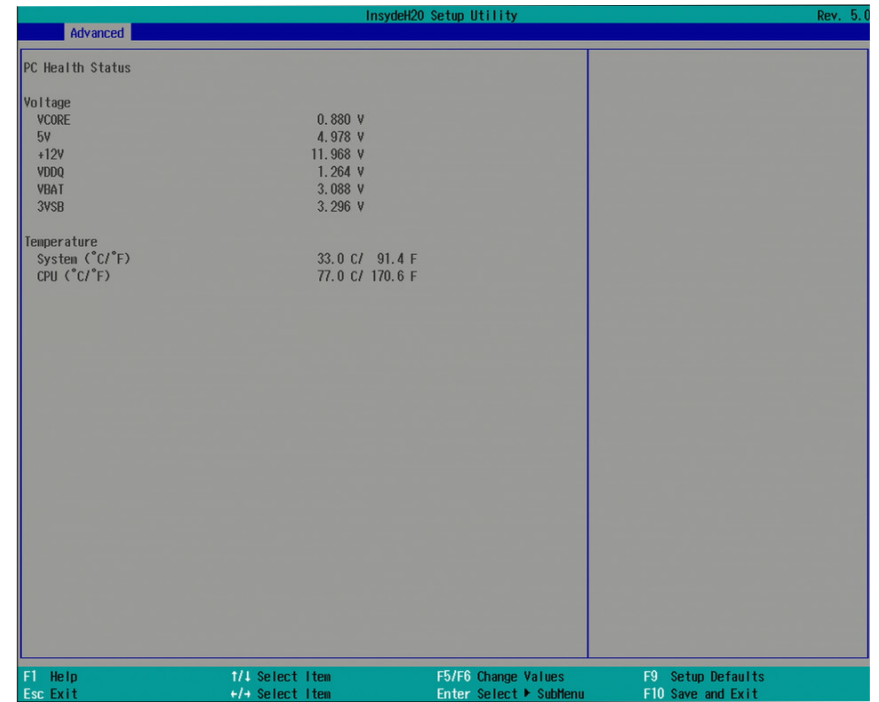 InsydeH20 Setup Utility Rev. 5.0
Advanced
PC Health Status
Voltage
VCORE 0.880 V
5V 4.978 V
+12V 11.968 V
VDDQ 1.264 V
VBAT 3.088 V
3VSB 3.296 V
Temperature
System (°C/°F) 33.0 C/ 91.4 F
CPU (°C/°F) 77.0 C/ 170.6 F
F1 Help ↑/↓ Select Item F5/F6 Change Values F9 Setup Defaults
Esc Exit ←/→ Select Item Enter Select ▶ SubMenu F10 Save and Exit